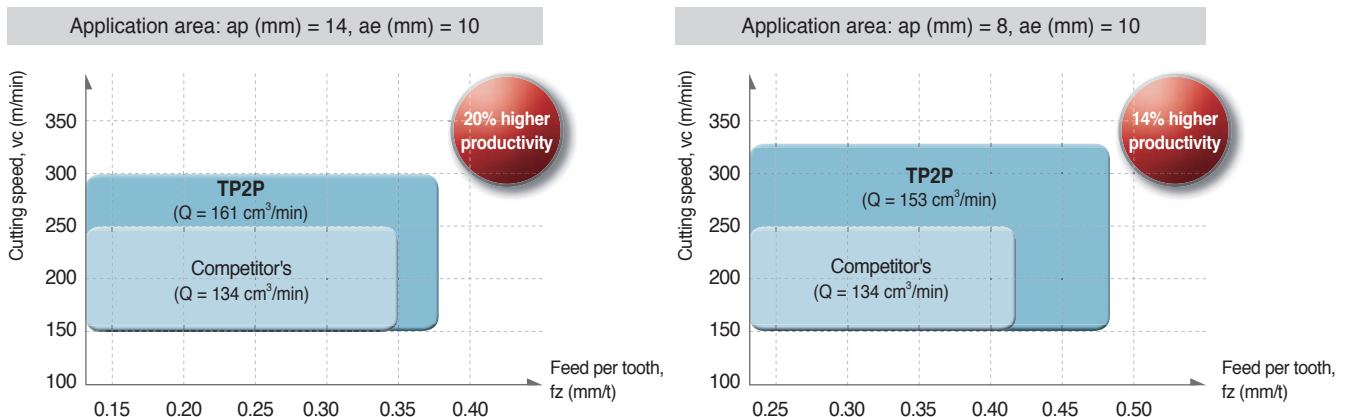 Application area: ap (mm) = 14, ae (mm) = 10
Cutting speed, vc (m/min)
350
300
250
200
150
100
20% higher
productivity
TP2P
(Q = 161 cm³/min)
Competitor's
(Q = 134 cm³/min)
0.15 0.20 0.25 0.30 0.35 0.40
Feed per tooth,
fz (mm/t)
Application area: ap (mm) = 8, ae (mm) = 10
Cutting speed, vc (m/min)
350
300
250
200
150
100
14% higher
productivity
TP2P
(Q = 153 cm³/min)
Competitor's
(Q = 134 cm³/min)
0.25 0.30 0.35 0.40 0.45 0.50
Feed per tooth,
fz (mm/t)